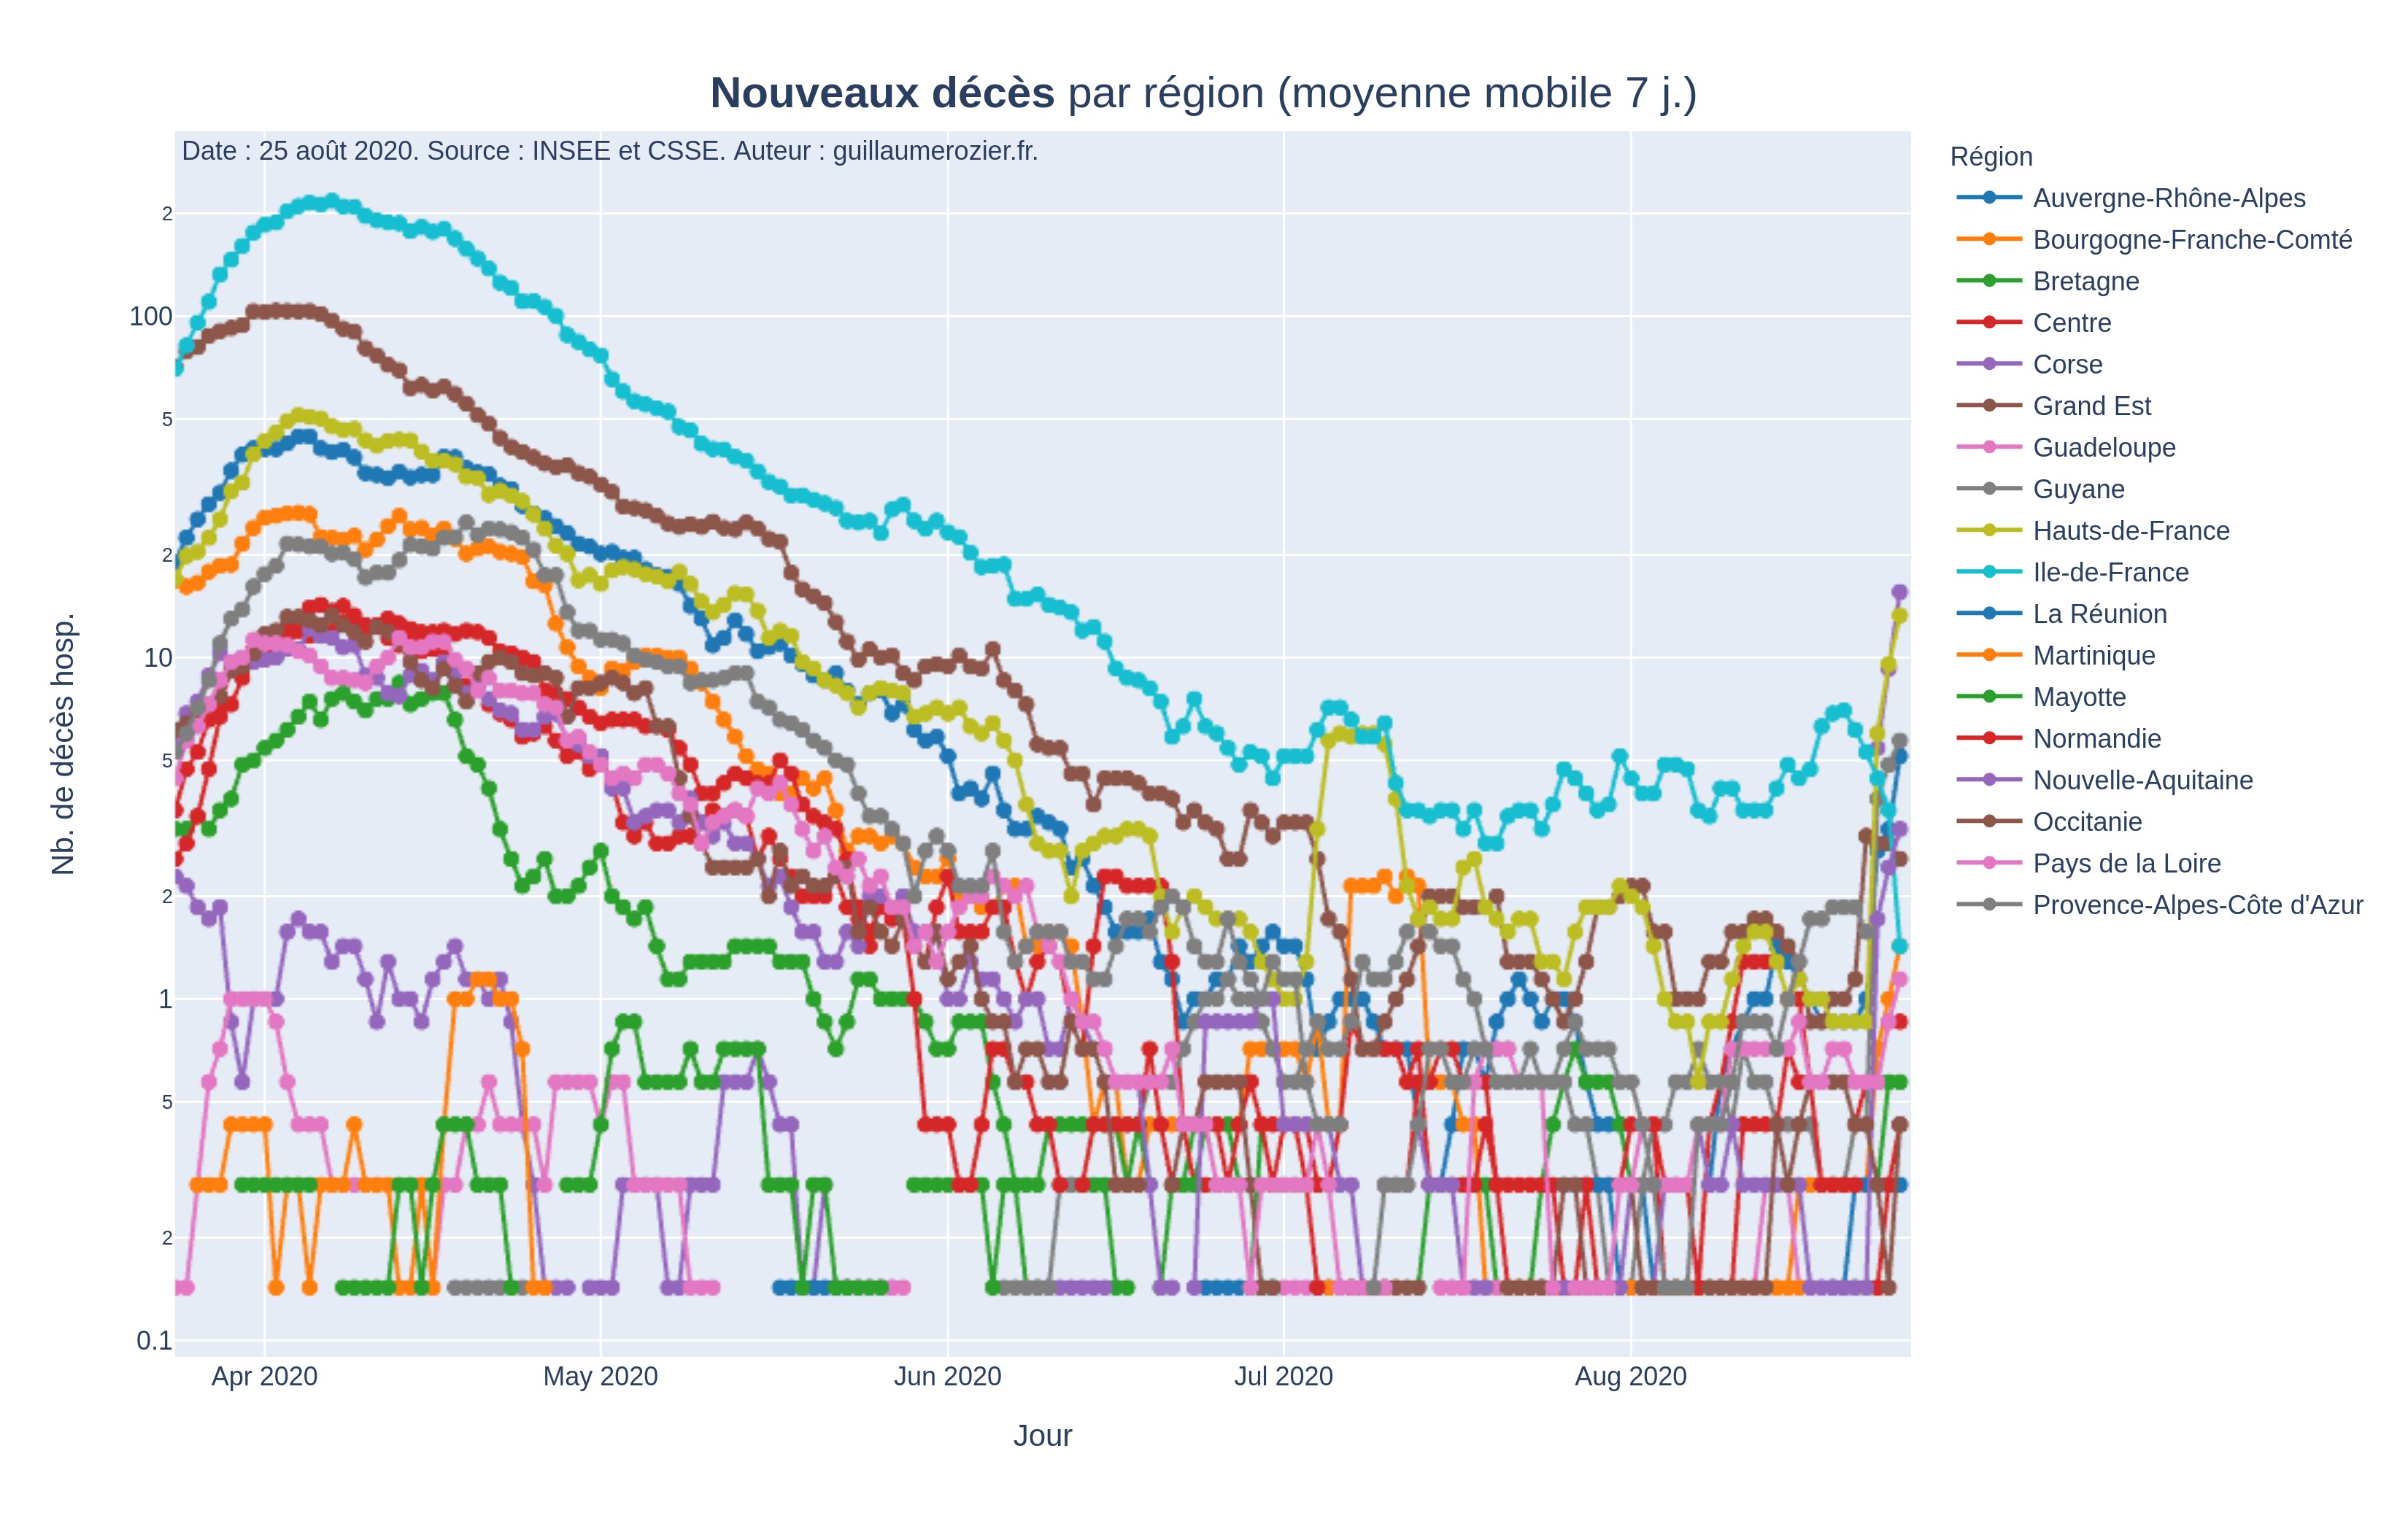 Nouveaux décès par région (moyenne mobile 7 j.)
Date : 25 août 2020. Source : INSEE et CSSE. Auteur : guillaumerozier.fr.
Nb. de décès hosp.
2
100
5
2
10
5
2
1
5
2
0.1
Apr 2020
May 2020
Jun 2020
Jul 2020
Aug 2020
Jour
Région
Auvergne-Rhône-Alpes
Bourgogne-Franche-Comté
Bretagne
Centre
Corse
Grand Est
Guadeloupe
Guyane
Hauts-de-France
Ile-de-France
La Réunion
Martinique
Mayotte
Normandie
Nouvelle-Aquitaine
Occitanie
Pays de la Loire
Provence-Alpes-Côte d'Azur